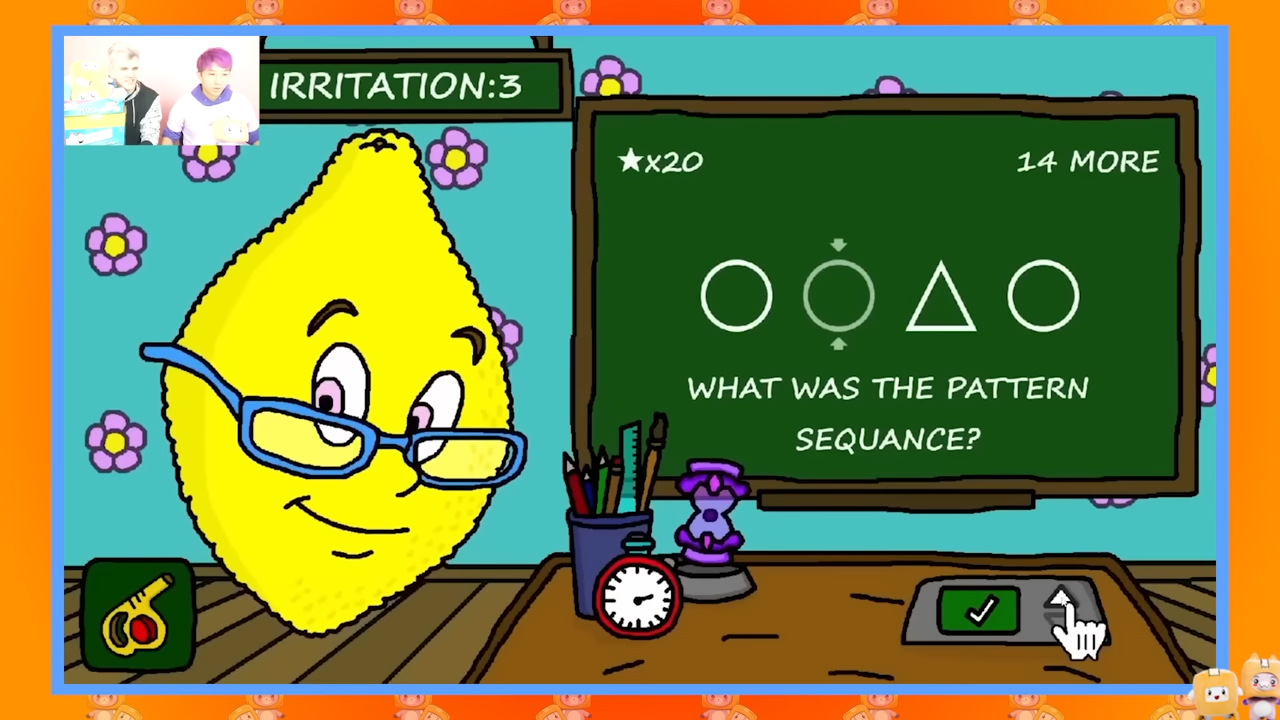 IRRITATION:3
★x20
14 MORE
WHAT WAS THE PATTERN
SEQUANCE?